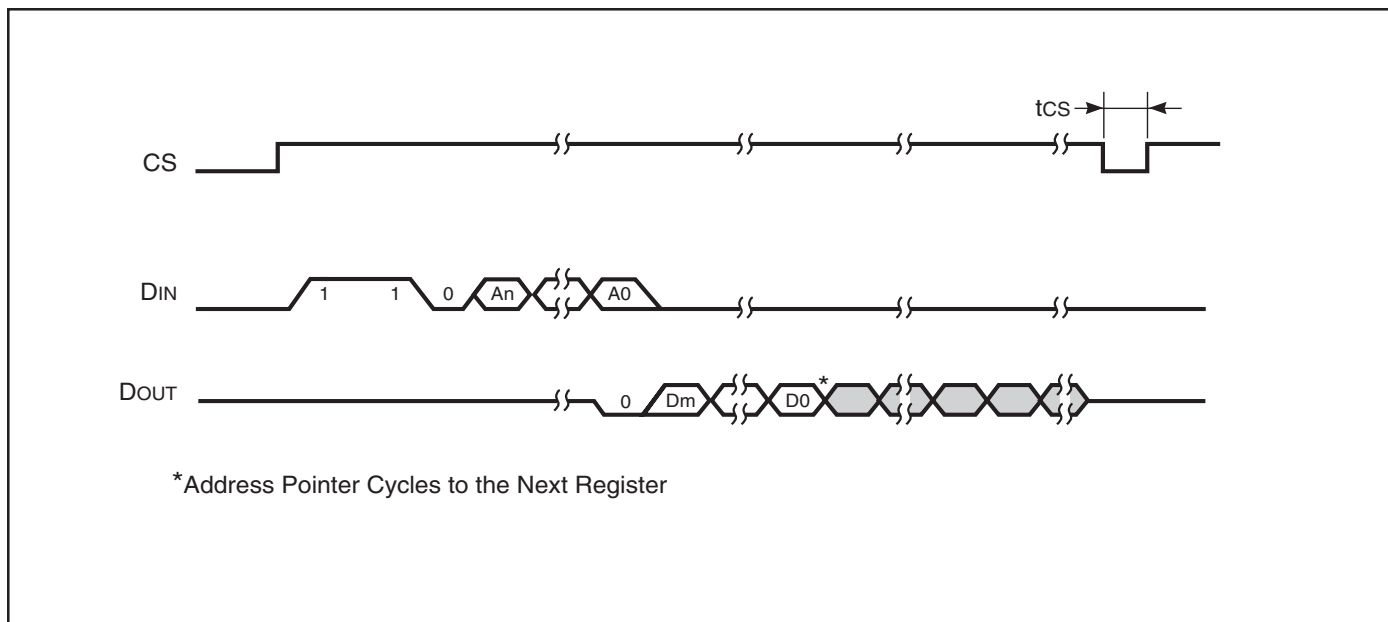 tCS
CS
DIN 1 1 0 An A0
DOUT 0 Dm D0 *
*Address Pointer Cycles to the Next Register